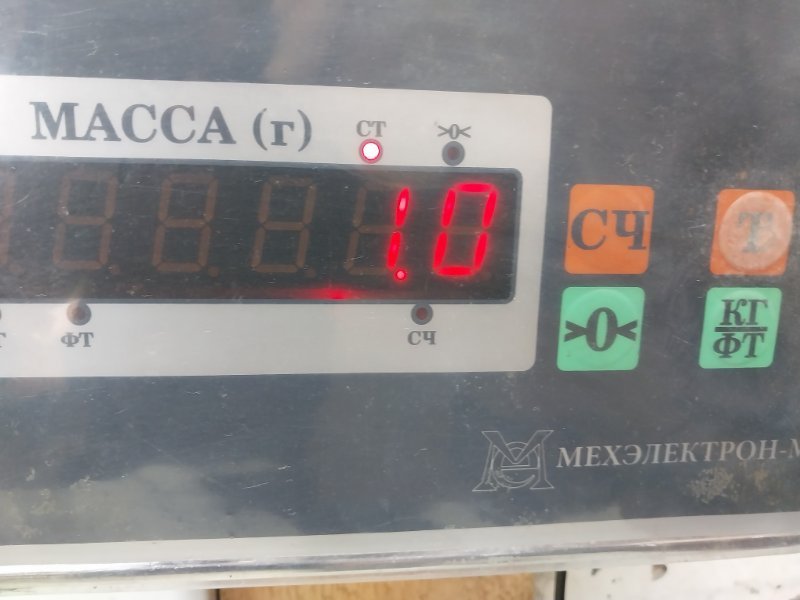 МАССА (г)
СТ >0<
1.0
СЧ Т
>0< КГ
ФТ
ФТ СЧ
МЕХЭЛЕКТРОН-М